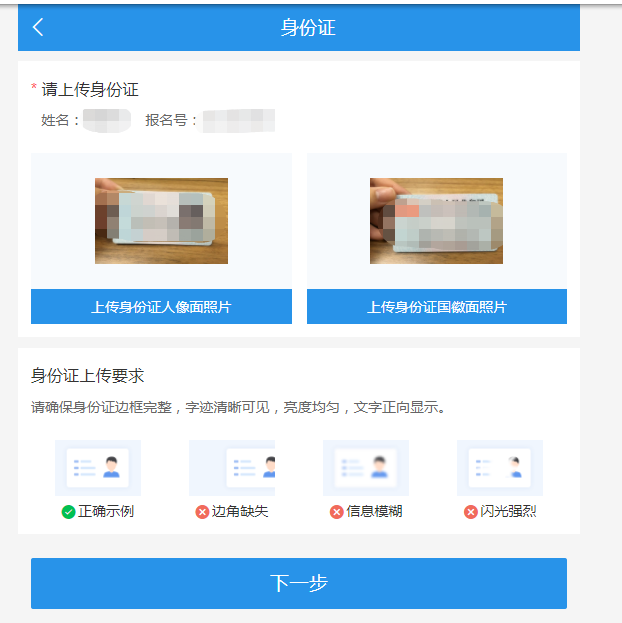 身份证
* 请上传身份证
姓名： 报名号：
上传身份证人像面照片 上传身份证国徽面照片
身份证上传要求
请确保身份证边框完整，字迹清晰可见，亮度均匀，文字正向显示。
正确示例 边角缺失 信息模糊 闪光强烈
下一步